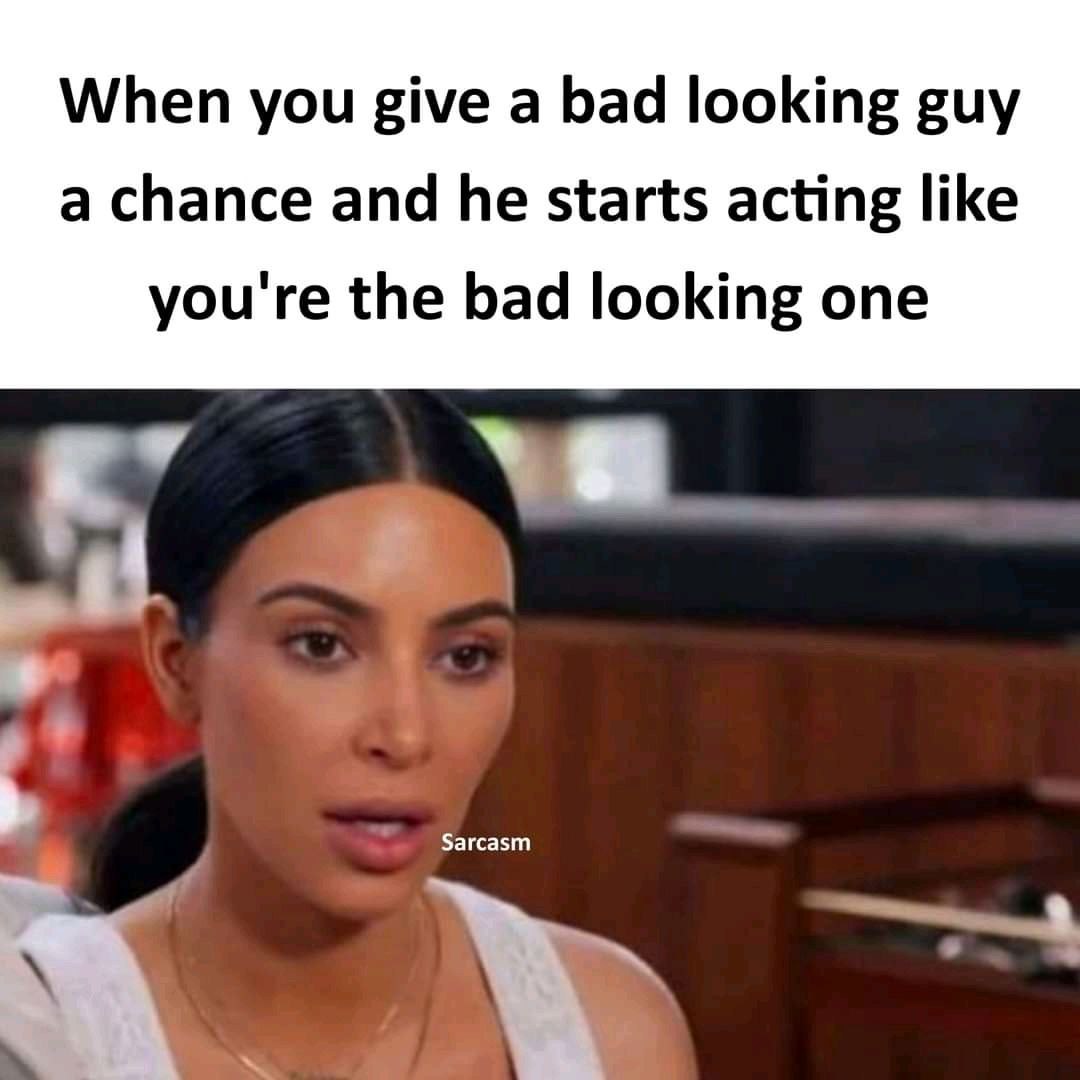 When you give a bad looking guy
a chance and he starts acting like
you're the bad looking one
Sarcasm